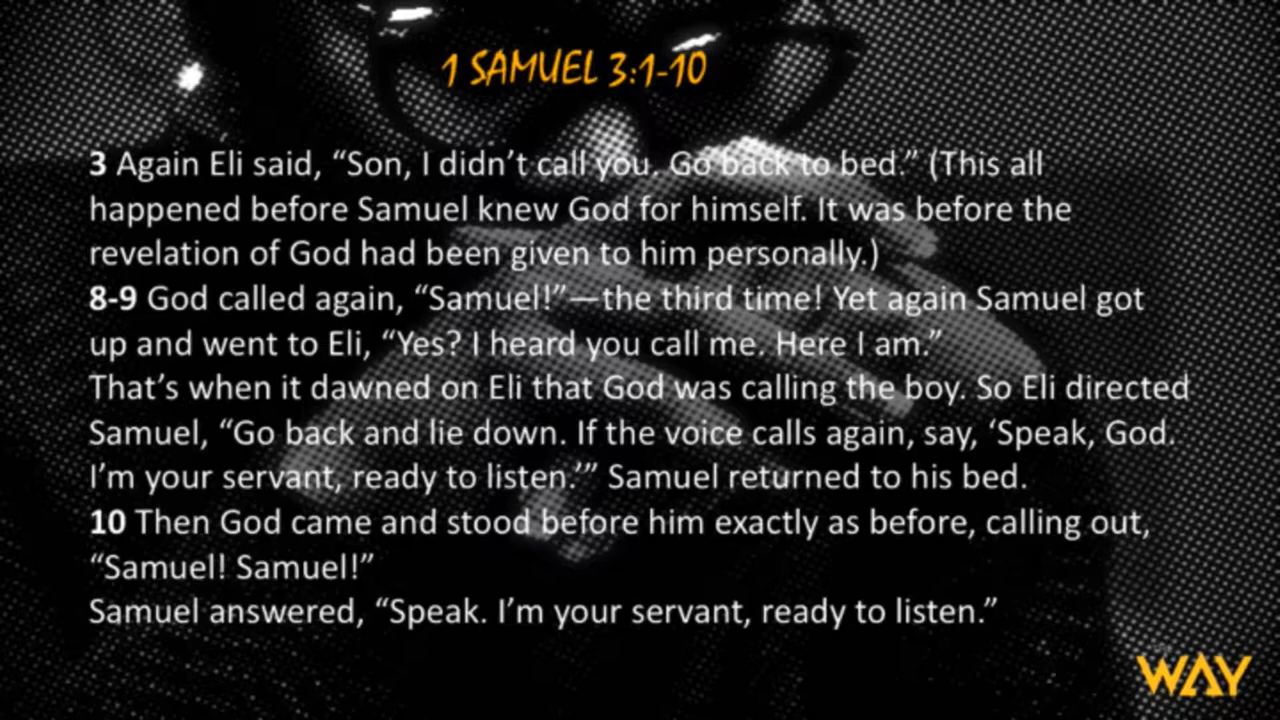 1 SAMUEL 3:1-10
3 Again Eli said, “Son, I didn’t call you. Go back to bed.” (This all
happened before Samuel knew God for himself. It was before the
revelation of God had been given to him personally.)
8-9 God called again, “Samuel!”—the third time! Yet again Samuel got
up and went to Eli, “Yes? I heard you call me. Here I am.”
That’s when it dawned on Eli that God was calling the boy. So Eli directed
Samuel, “Go back and lie down. If the voice calls again, say, ‘Speak, God.
I’m your servant, ready to listen.’” Samuel returned to his bed.
10 Then God came and stood before him exactly as before, calling out,
“Samuel! Samuel!”
Samuel answered, “Speak. I’m your servant, ready to listen.”
WAY